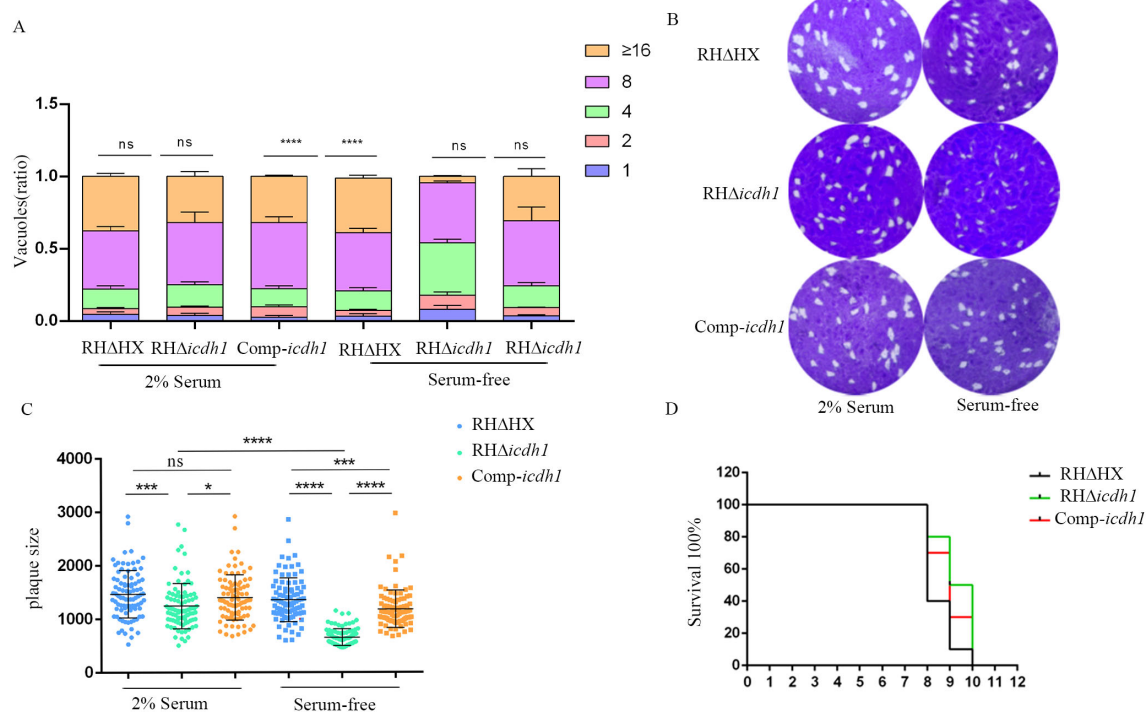 A
≥16
8
4
2
1
Vacuoles(ratio)
1.5
1.0
0.5
0.0
ns
ns
****
****
ns
ns
RHΔHX
RHΔicdh1
Comp-icdh1
RHΔHX
RHΔicdh1
RHΔicdh1
2% Serum
Serum-free
B
RHΔHX
RHΔicdh1
Comp-icdh1
2% Serum
Serum-free
C
RHΔHX
RHΔicdh1
Comp-icdh1
plaque size
4000
3000
2000
1000
0
****
ns
***
***
*
****
****
2% Serum
Serum-free
D
RHΔHX
RHΔicdh1
Comp-icdh1
Survival 100%
120
100
80
60
40
20
0
0 1 2 3 4 5 6 7 8 9 10 11 12